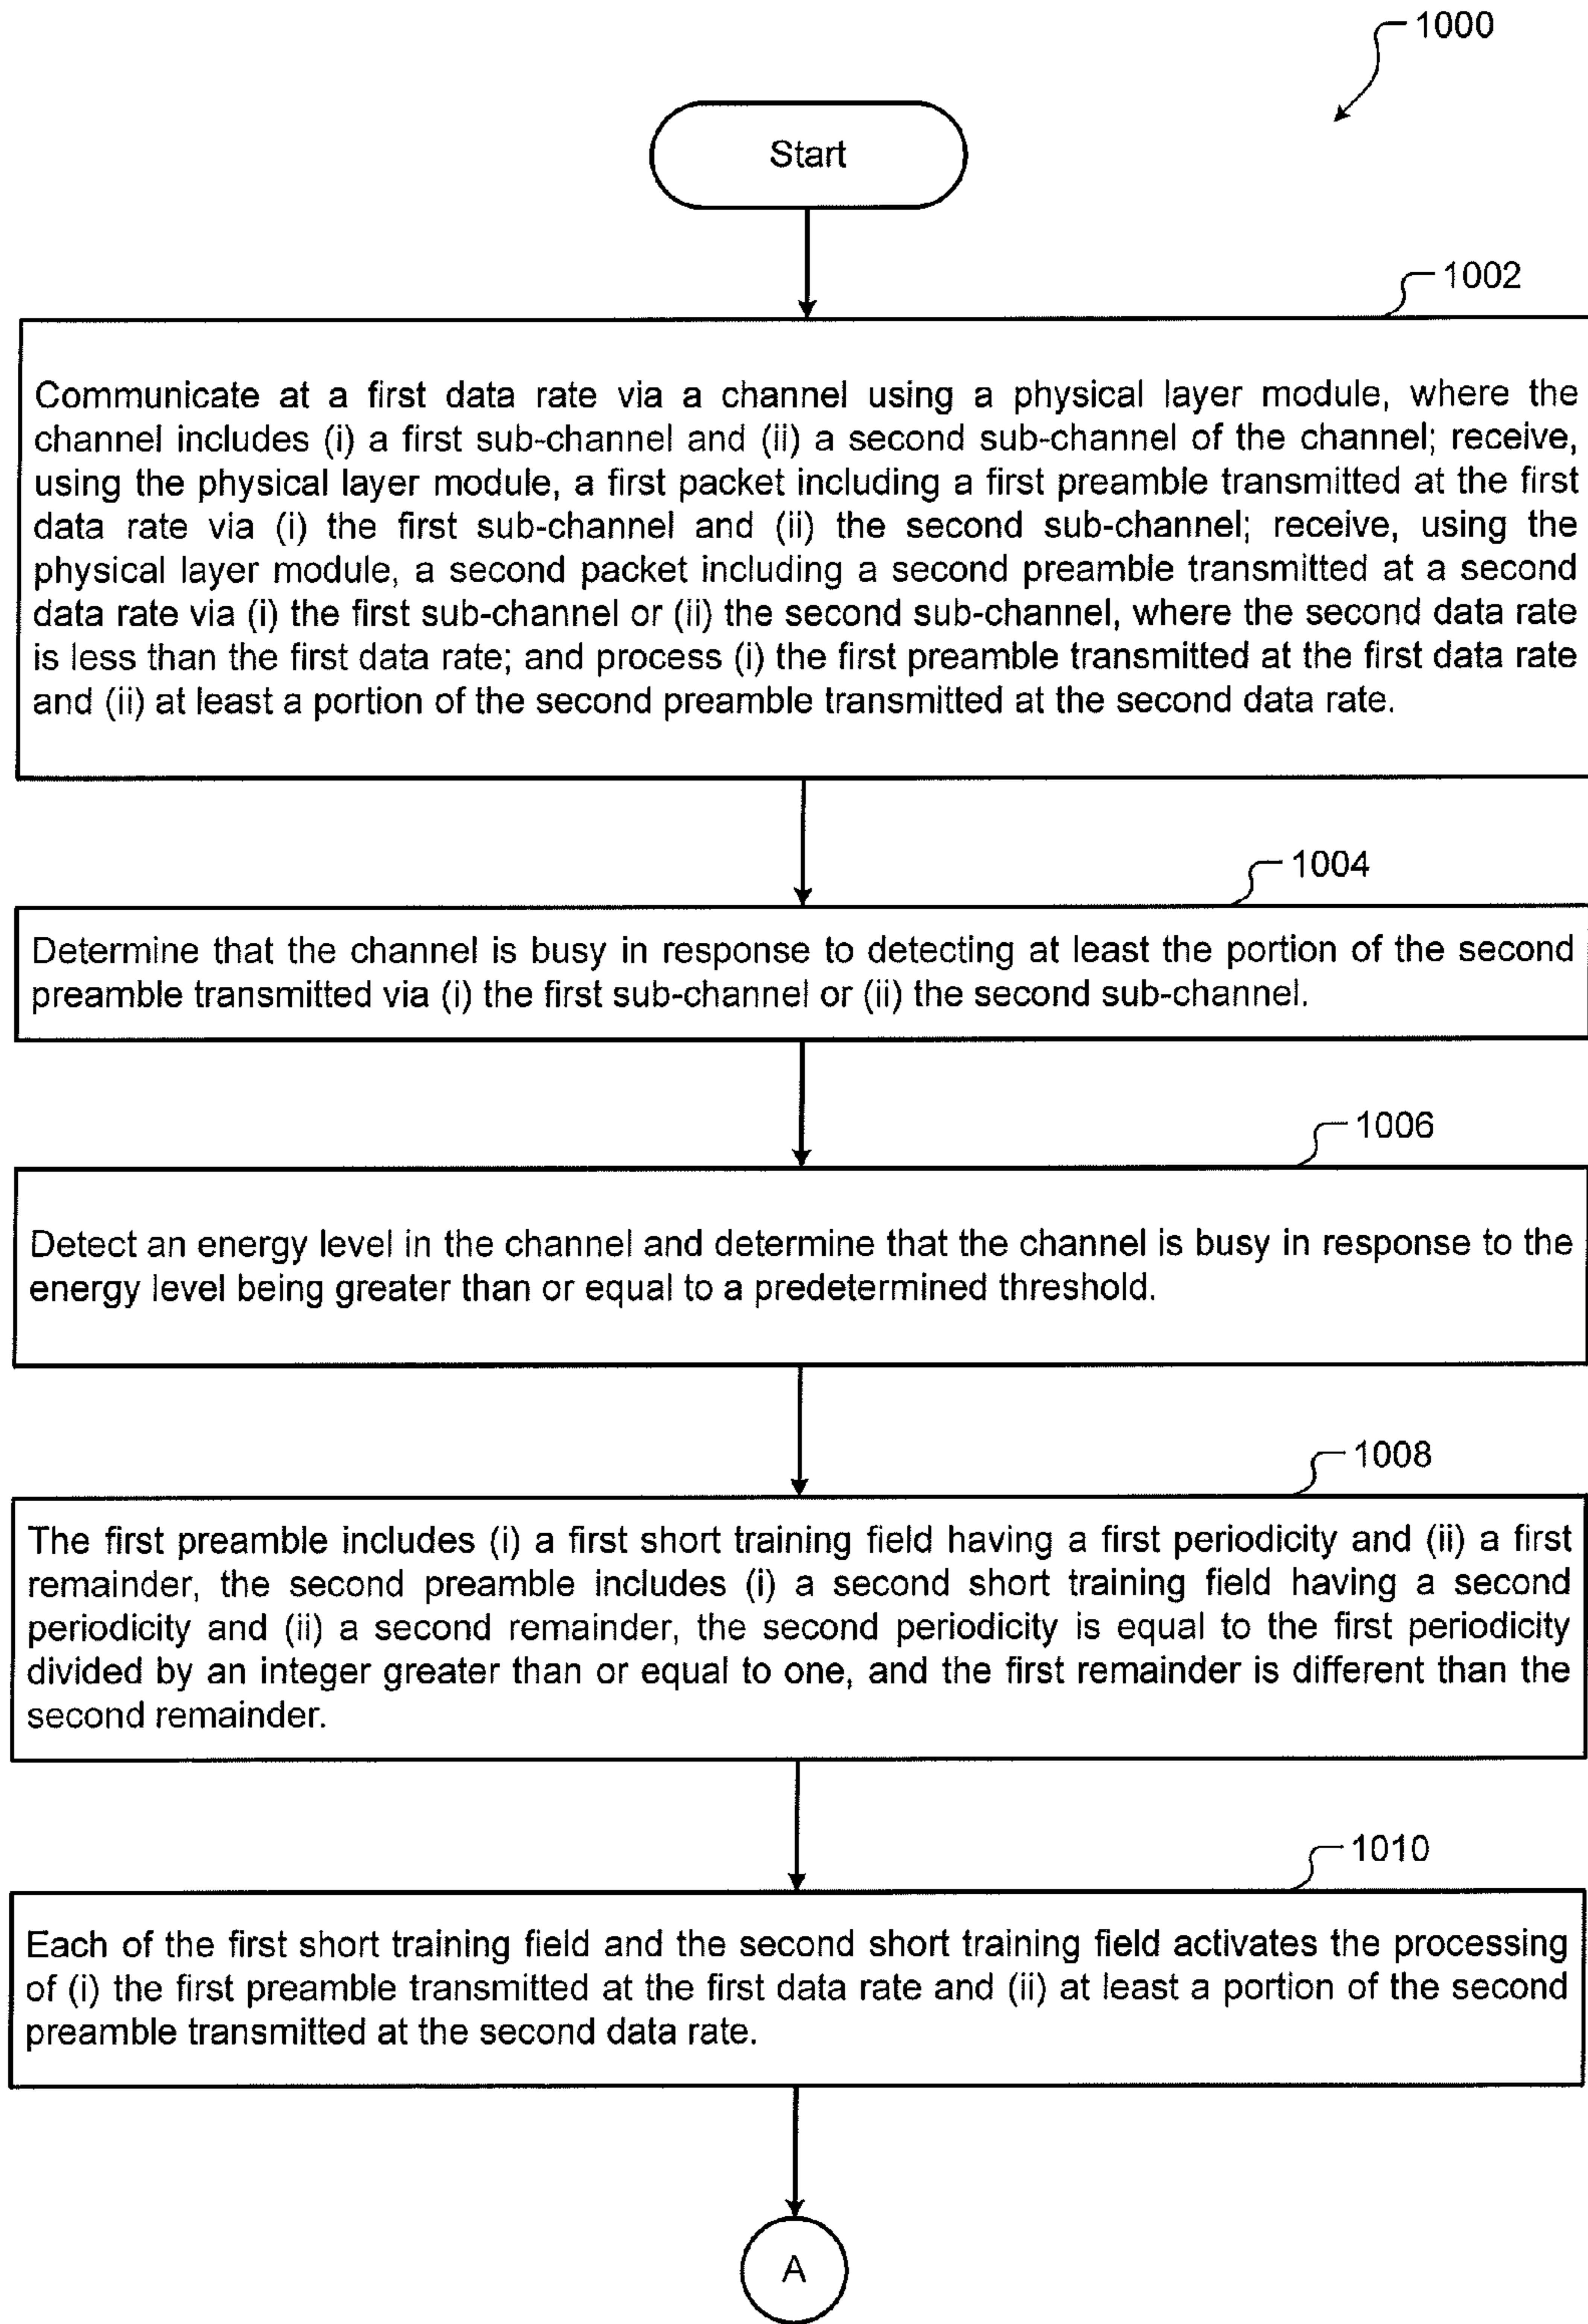 1000
Start
1002
Communicate at a first data rate via a channel using a physical layer module, where the
channel includes (i) a first sub-channel and (ii) a second sub-channel of the channel; receive,
using the physical layer module, a first packet including a first preamble transmitted at the first
data rate via (i) the first sub-channel and (ii) the second sub-channel; receive, using the
physical layer module, a second packet including a second preamble transmitted at a second
data rate via (i) the first sub-channel or (ii) the second sub-channel, where the second data rate
is less than the first data rate; and process (i) the first preamble transmitted at the first data rate
and (ii) at least a portion of the second preamble transmitted at the second data rate.
1004
Determine that the channel is busy in response to detecting at least the portion of the second
preamble transmitted via (i) the first sub-channel or (ii) the second sub-channel.
1006
Detect an energy level in the channel and determine that the channel is busy in response to the
energy level being greater than or equal to a predetermined threshold.
1008
The first preamble includes (i) a first short training field having a first periodicity and (ii) a first
remainder, the second preamble includes (i) a second short training field having a second
periodicity and (ii) a second remainder, the second periodicity is equal to the first periodicity
divided by an integer greater than or equal to one, and the first remainder is different than the
second remainder.
1010
Each of the first short training field and the second short training field activates the processing
of (i) the first preamble transmitted at the first data rate and (ii) at least a portion of the second
preamble transmitted at the second data rate.
A